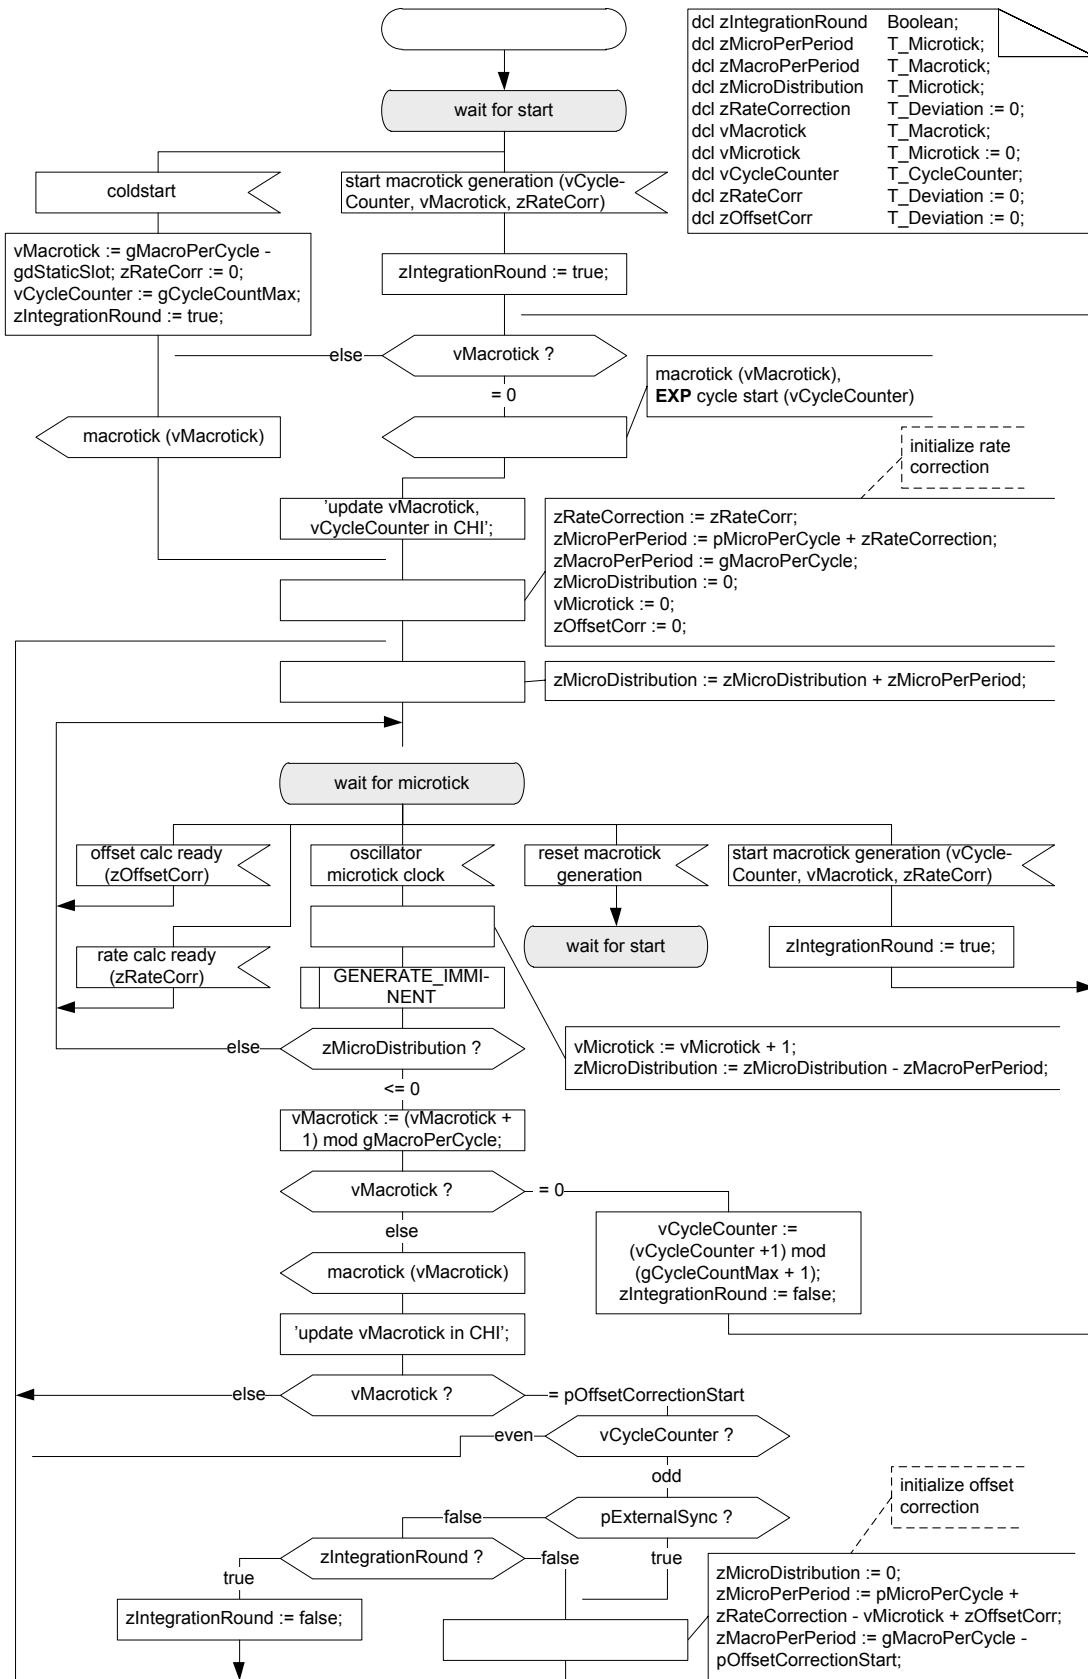 dcl zIntegrationRound Boolean;
dcl zMicroPerPeriod T_Microtick;
dcl zMacroPerPeriod T_Macrotick;
dcl zMicroDistribution T_Microtick;
dcl zRateCorrection T_Deviation := 0;
dcl vMacrotick T_Macrotick;
dcl vMicrotick T_Microtick := 0;
dcl vCycleCounter T_CycleCounter;
dcl zRateCorr T_Deviation := 0;
dcl zOffsetCorr T_Deviation := 0;
wait for start
coldstart
start macrotick generation (vCycle-
Counter, vMacrotick, zRateCorr)
vMacrotick := gMacroPerCycle -
gdStaticSlot; zRateCorr := 0;
vCycleCounter := gCycleCountMax;
zIntegrationRound := true;
zIntegrationRound := true;
else
vMacrotick ?
= 0
macrotick (vMacrotick),
EXP cycle start (vCycleCounter)
macrotick (vMacrotick)
initialize rate
correction
'update vMacrotick,
vCycleCounter in CHI';
zRateCorrection := zRateCorr;
zMicroPerPeriod := pMicroPerCycle + zRateCorrection;
zMacroPerPeriod := gMacroPerCycle;
zMicroDistribution := 0;
vMicrotick := 0;
zOffsetCorr := 0;
zMicroDistribution := zMicroDistribution + zMicroPerPeriod;
wait for microtick
offset calc ready
(zOffsetCorr)
oscillator
microtick clock
reset macrotick
generation
start macrotick generation (vCycle-
Counter, vMacrotick, zRateCorr)
rate calc ready
(zRateCorr)
wait for start
zIntegrationRound := true;
GENERATE_IMMI-
NENT
else
zMicroDistribution ?
vMicrotick := vMicrotick + 1;
zMicroDistribution := zMicroDistribution - zMacroPerPeriod;
<= 0
vMacrotick := (vMacrotick +
1) mod gMacroPerCycle;
vMacrotick ?
= 0
else
vCycleCounter :=
(vCycleCounter +1) mod
(gCycleCountMax + 1);
zIntegrationRound := false;
macrotick (vMacrotick)
'update vMacrotick in CHI';
else
vMacrotick ?
= pOffsetCorrectionStart
even
vCycleCounter ?
odd
initialize offset
correction
false
pExternalSync ?
zIntegrationRound ?
false
true
true
zIntegrationRound := false;
zMicroDistribution := 0;
zMicroPerPeriod := pMicroPerCycle +
zRateCorrection - vMicrotick + zOffsetCorr;
zMacroPerPeriod := gMacroPerCycle -
pOffsetCorrectionStart;